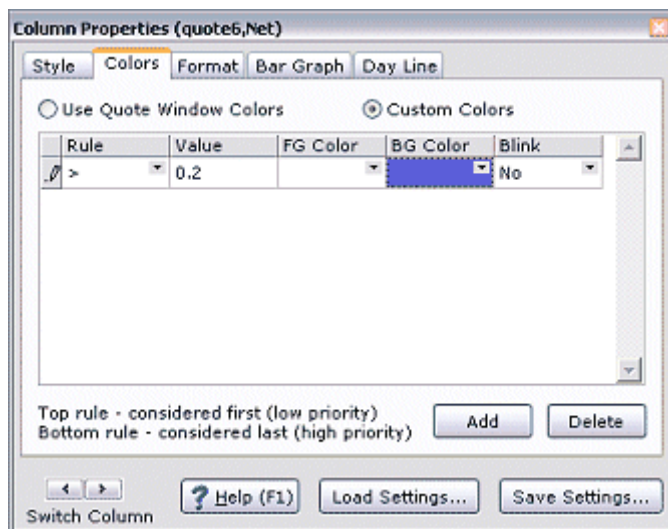 Column Properties (quote6,Net)
Style Colors Format Bar Graph Day Line
Use Quote Window Colors Custom Colors
Rule Value FG Color BG Color Blink
> 0.2 No
Top rule - considered first (low priority)
Bottom rule - considered last (high priority)
Add Delete
? Help (F1) Load Settings... Save Settings...
Switch Column